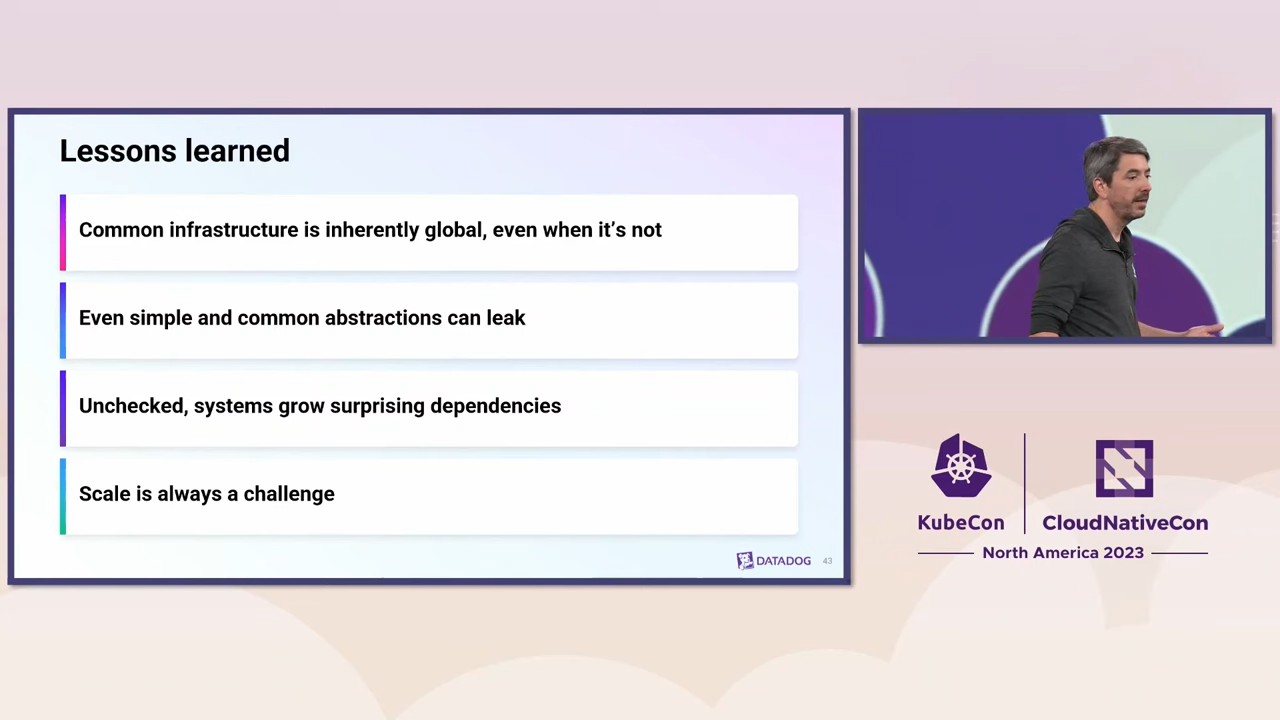 Lessons learned
Common infrastructure is inherently global, even when it’s not
Even simple and common abstractions can leak
Unchecked, systems grow surprising dependencies
Scale is always a challenge
DATADOG 43
KubeCon
CloudNativeCon
North America 2023